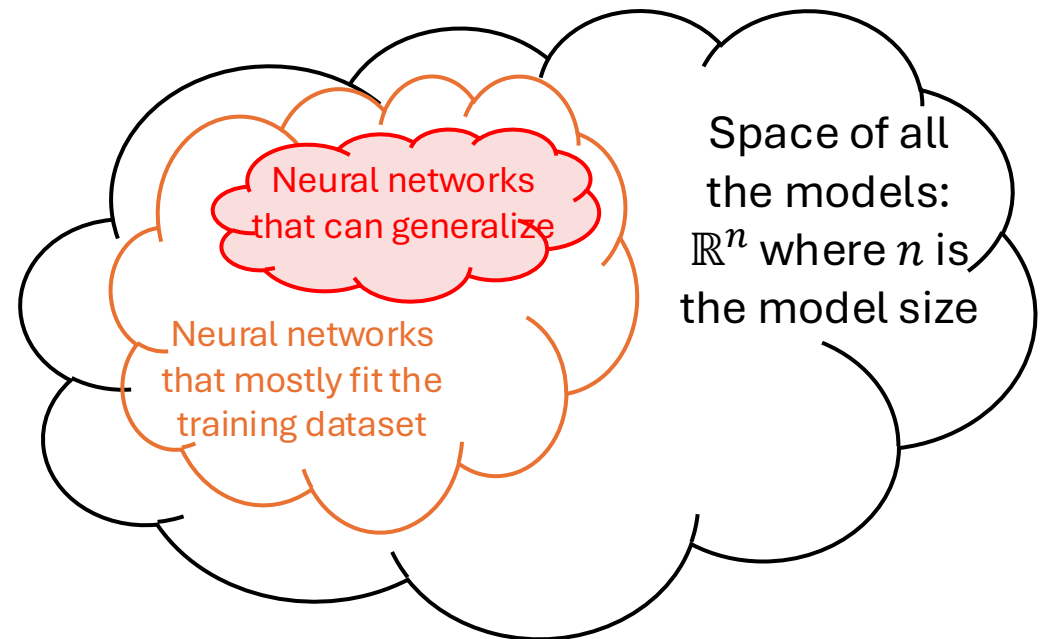 Neural networks
that can generalize
Neural networks
that mostly fit the
training dataset
Space of all
the models:
ℝⁿ where n is
the model size